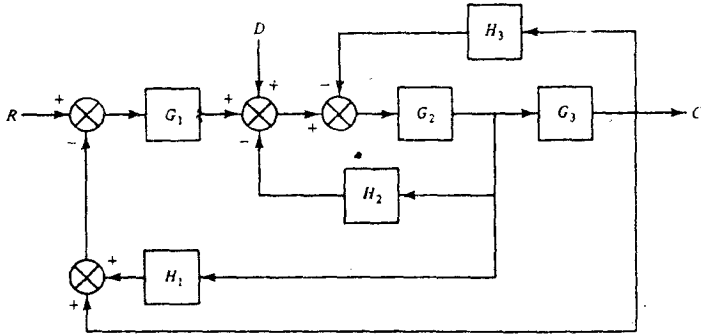 H₃
D
+ + + −
R G₁ + G₂ G₃ C
− −
H₂
+ H₁
+